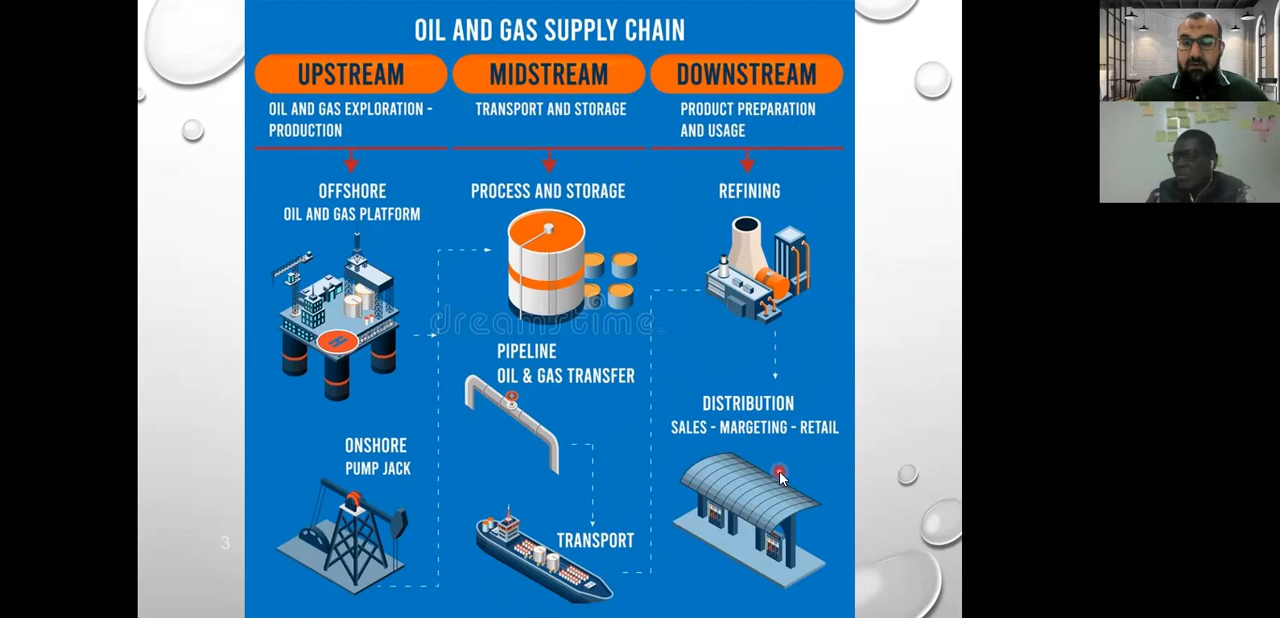 OIL AND GAS SUPPLY CHAIN
UPSTREAM
OIL AND GAS EXPLORATION -
PRODUCTION
OFFSHORE
OIL AND GAS PLATFORM
H
ONSHORE
PUMP JACK
MIDSTREAM
TRANSPORT AND STORAGE
PROCESS AND STORAGE
dreamstime.
PIPELINE
OIL & GAS TRANSFER
TRANSPORT
DOWNSTREAM
PRODUCT PREPARATION
AND USAGE
REFINING
DISTRIBUTION
SALES - MARGETING - RETAIL
3